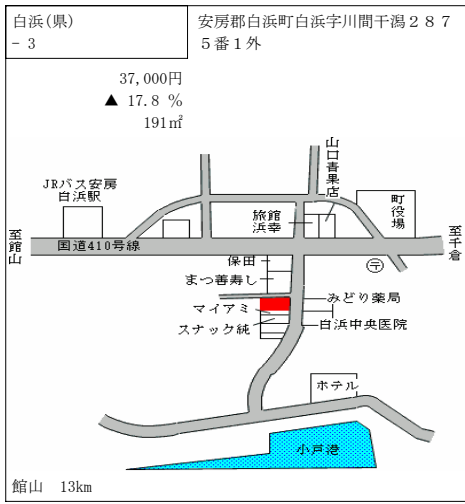 白浜(県)
- 3
安房郡白浜町白浜字川間干潟２８７
５番１外
37,000円
▲ 17.8 %
191㎡
山口青果店
JRバス安房
白浜駅
旅館
浜幸
町役場
至館山
国道410号線
至千倉
保田
〒
まつ善寿し
みどり薬局
マイアミ
スナック純
白浜中央医院
ホテル
小戸港
館山　13km